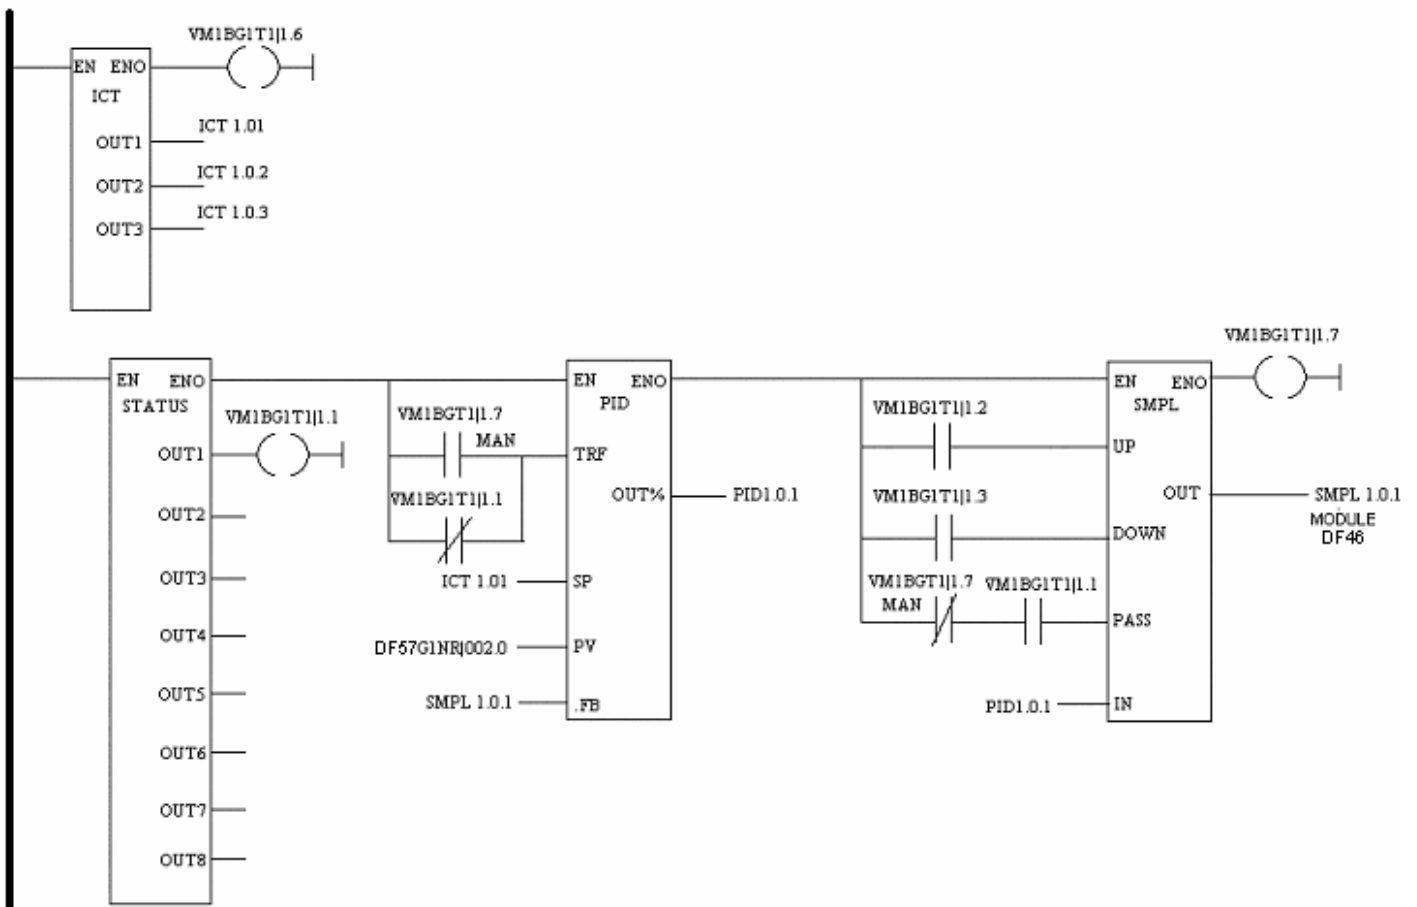 VM1BG1T1|1.6
EN ENO
ICT
ICT 1.01
OUT1
ICT 1.0.2
OUT2
ICT 1.0.3
OUT3
VM1BG1T1|1.7
EN ENO
STATUS
EN ENO
PID
EN ENO
SMPL
VM1BG1T1|1.1
VM1BGT1|1.7
MAN
VM1BG1T1|1.2
OUT1
TRF
UP
VM1BG1T1|1.1
OUT% PID1.0.1
VM1BG1T1|1.3
OUT SMPL 1.0.1
MODULE
DF46
OUT2
DOWN
OUT3
ICT 1.01 SP
VM1BGT1|1.7
MAN
VM1BG1T1|1.1
PASS
OUT4
DF57G1NR|002.0 PV
OUT5
SMPL 1.0.1 .FB
PID1.0.1 IN
OUT6
OUT7
OUT8